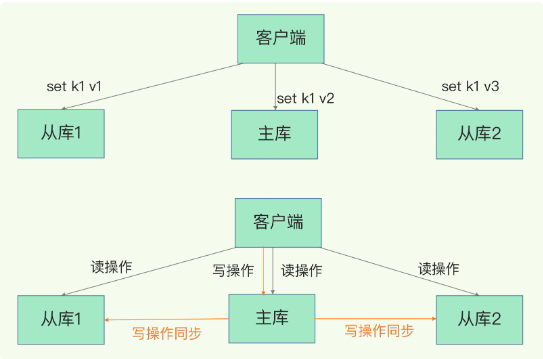 客户端
set k1 v1
set k1 v2
set k1 v3
从库1
主库
从库2
客户端
读操作
写操作
读操作
读操作
从库1
主库
从库2
写操作同步
写操作同步